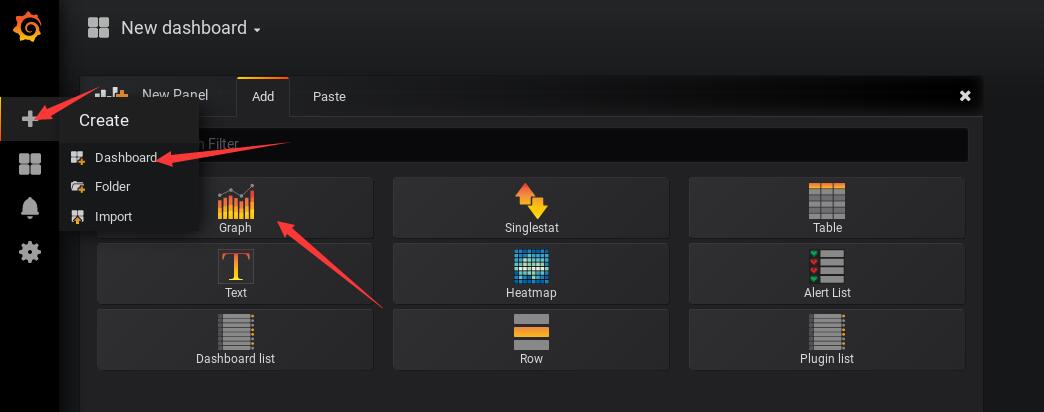 New dashboard
New Panel
Add
Paste
Create
Dashboard
Filter
Folder
Import
Graph
Singlestat
Table
Text
Heatmap
Alert List
Dashboard list
Row
Plugin list